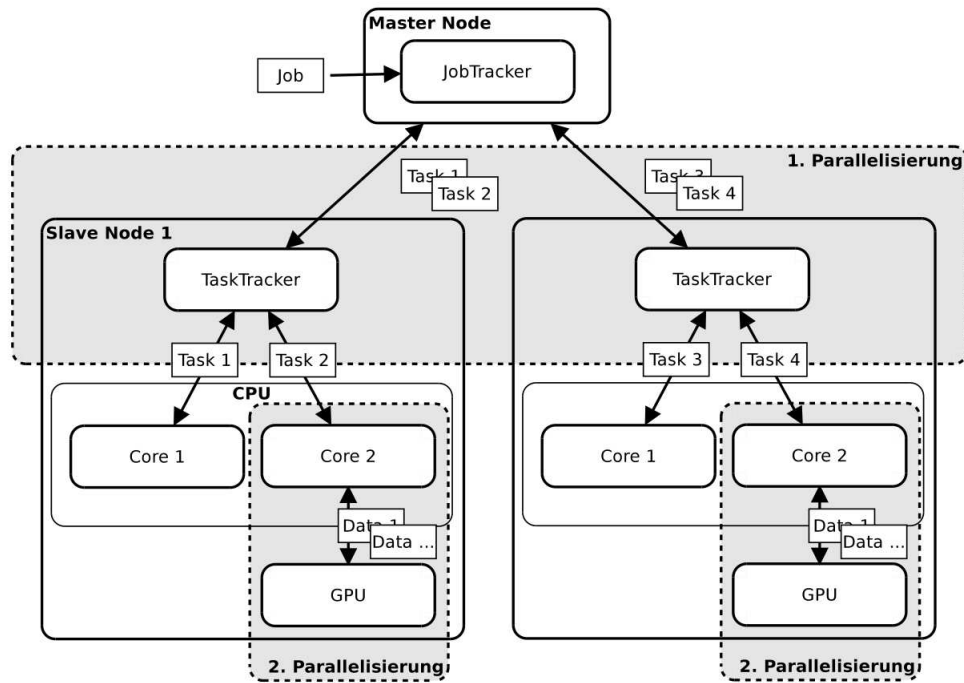 Master Node
JobTracker
Job
1. Parallelisierung
Task 1
Task 2
Task 3
Task 4
Slave Node 1
TaskTracker
TaskTracker
Task 1
Task 2
Task 3
Task 4
CPU
Core 1
Core 2
Core 1
Core 2
Data 1
Data ...
Data 1
Data ...
GPU
GPU
2. Parallelisierung
2. Parallelisierung